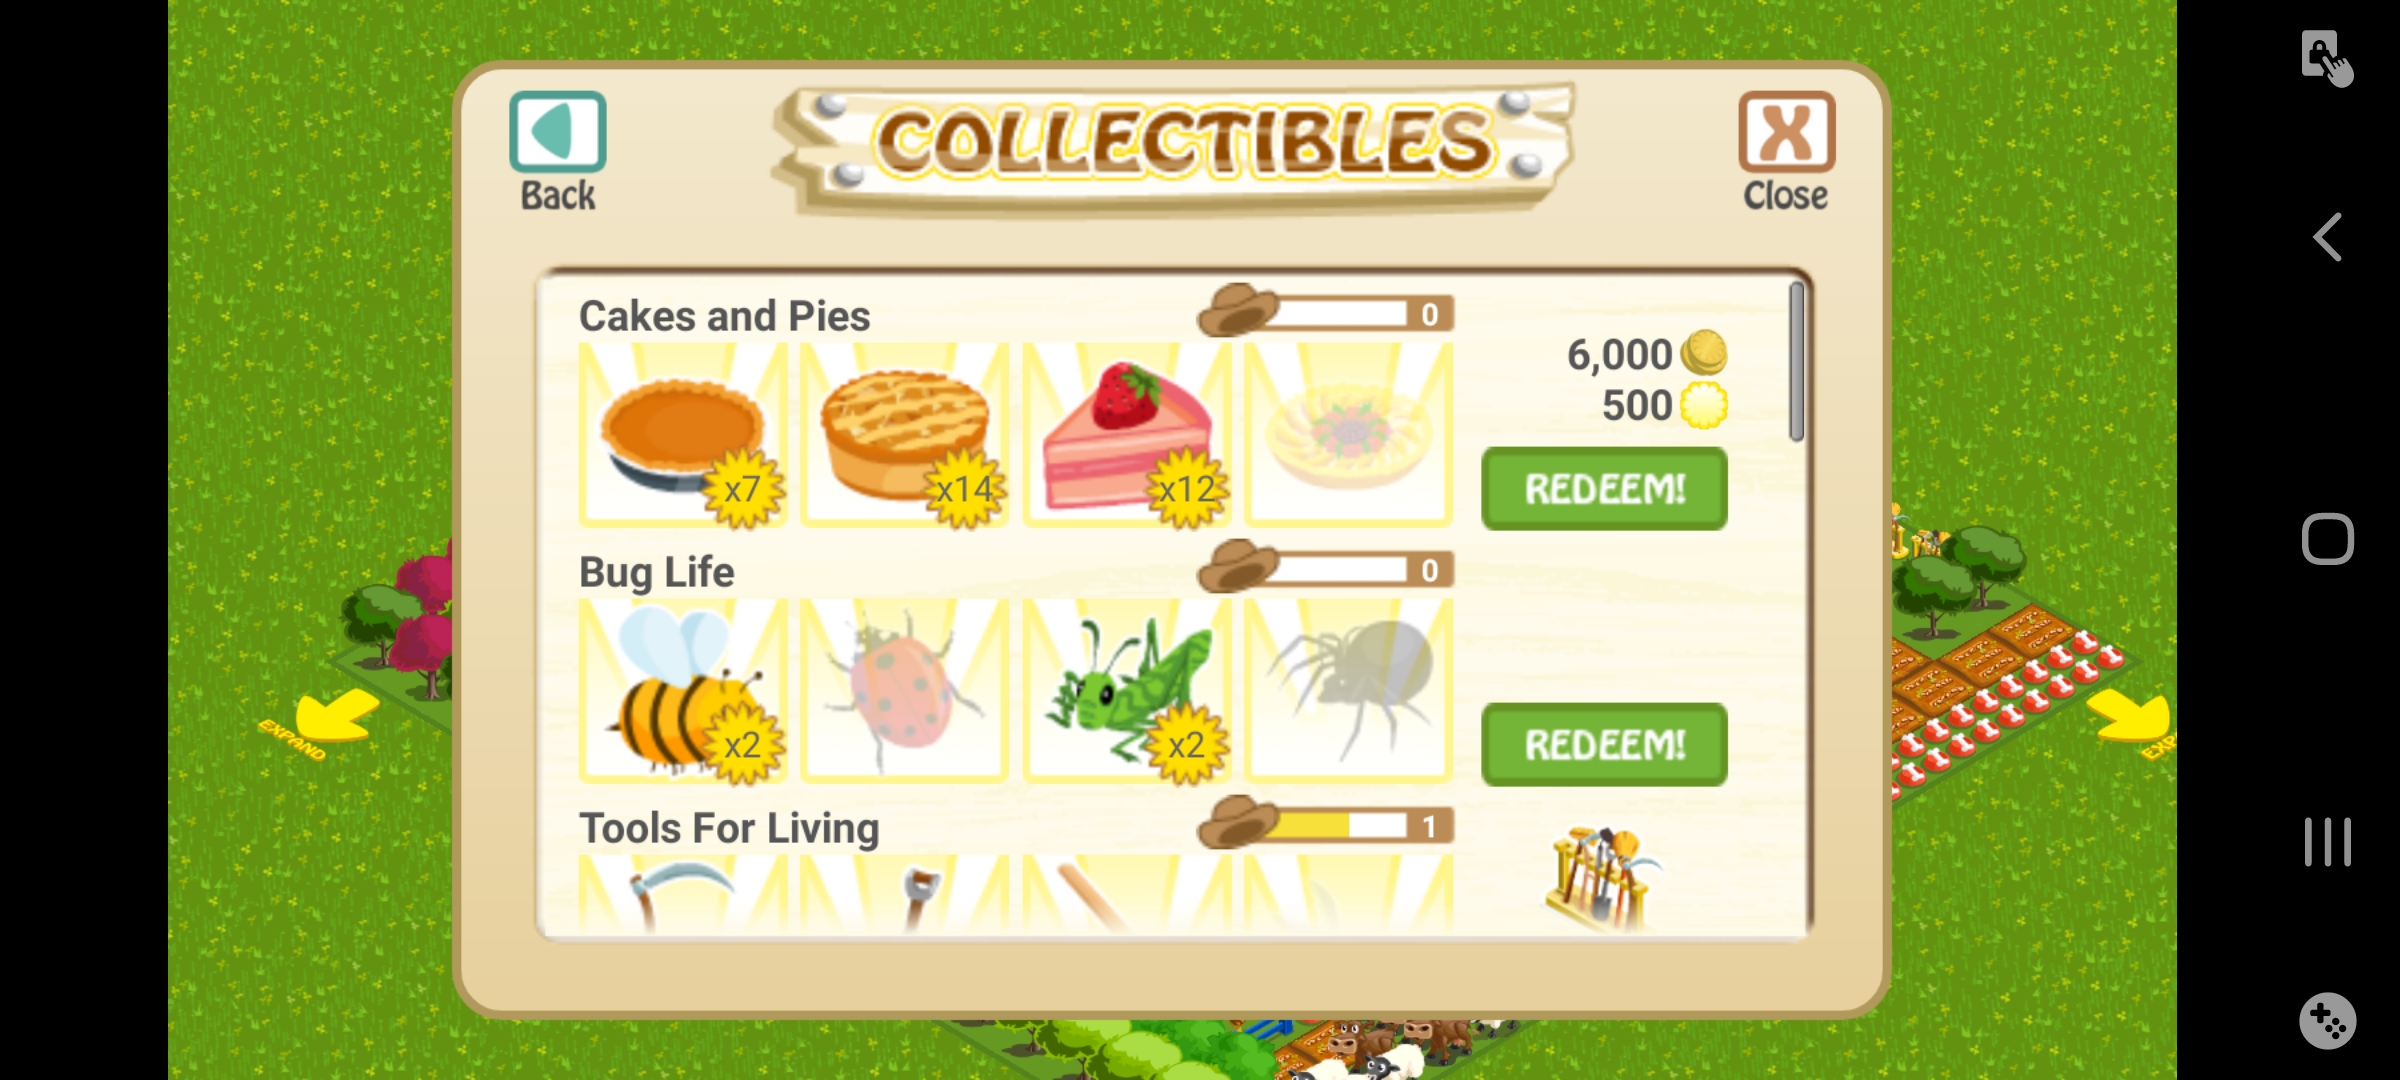 COLLECTIBLES
Back
Close
Cakes and Pies
0
6,000
500
x7
x14
x12
REDEEM!
Bug Life
0
x2
x2
REDEEM!
Tools For Living
1
EXPAND
EXP